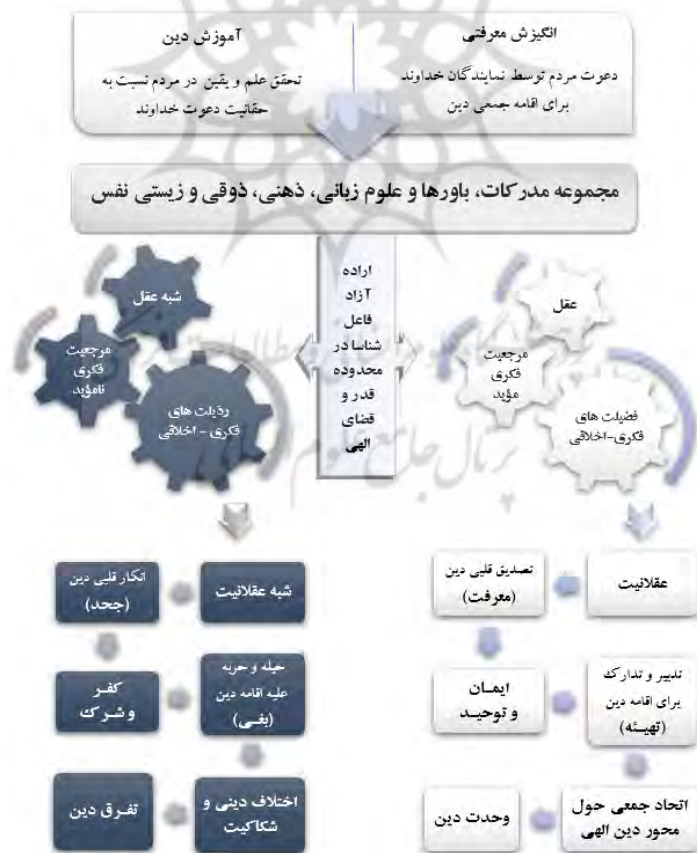 انگیزش معرفتی
دعوت مردم توسط نمایندگان خداوند
برای اقامه جمعی دین
آموزش دین
تحقق علم و یقین در مردم نسبت به
حقانیت دعوت خداوند
مجموعه مدرکات، باورها و علوم زبانی، ذهنی، ذوقی و زیستی نفس
عقل
مرجعیت
فکری
مؤید
فضیلت های
فکری-اخلاقی
اراده
آزاد
فاعل
شناسا در
محدوده
قدر و
قضای
الهی
شبه عقل
مرجعیت
فکری
نامؤید
رذیلت های
فکری - اخلاقی
پرتال جامع علوم
عقلانیت
تصدیق قلبی دین
(معرفت)
تدبیر و تدارک
برای اقامه دین
(تهیئه)
ایمان
و توحید
اتحاد جمعی حول
محور دین الهی
وحدت دین
شبه عقلانیت
انکار قلبی دین
(جحد)
حیله و حربه
علیه اقامه دین
(بغی)
کفر
و شرک
اختلاف دینی و
شکاکیت
تفرق دین